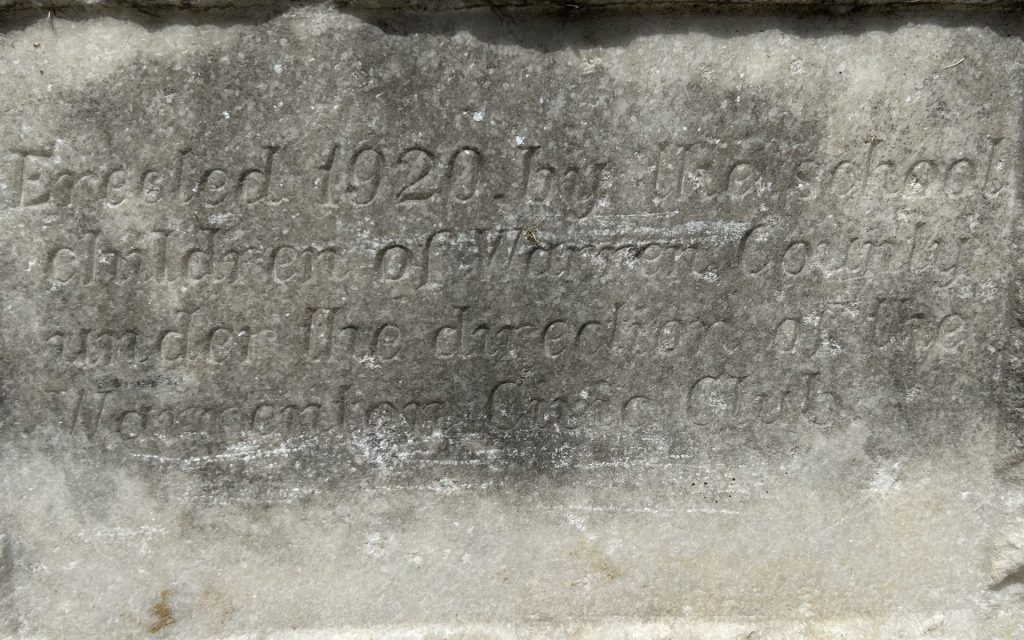 Erected 1920. by the school
children of Warren County
under the direction of the
Warrenton Civic Club